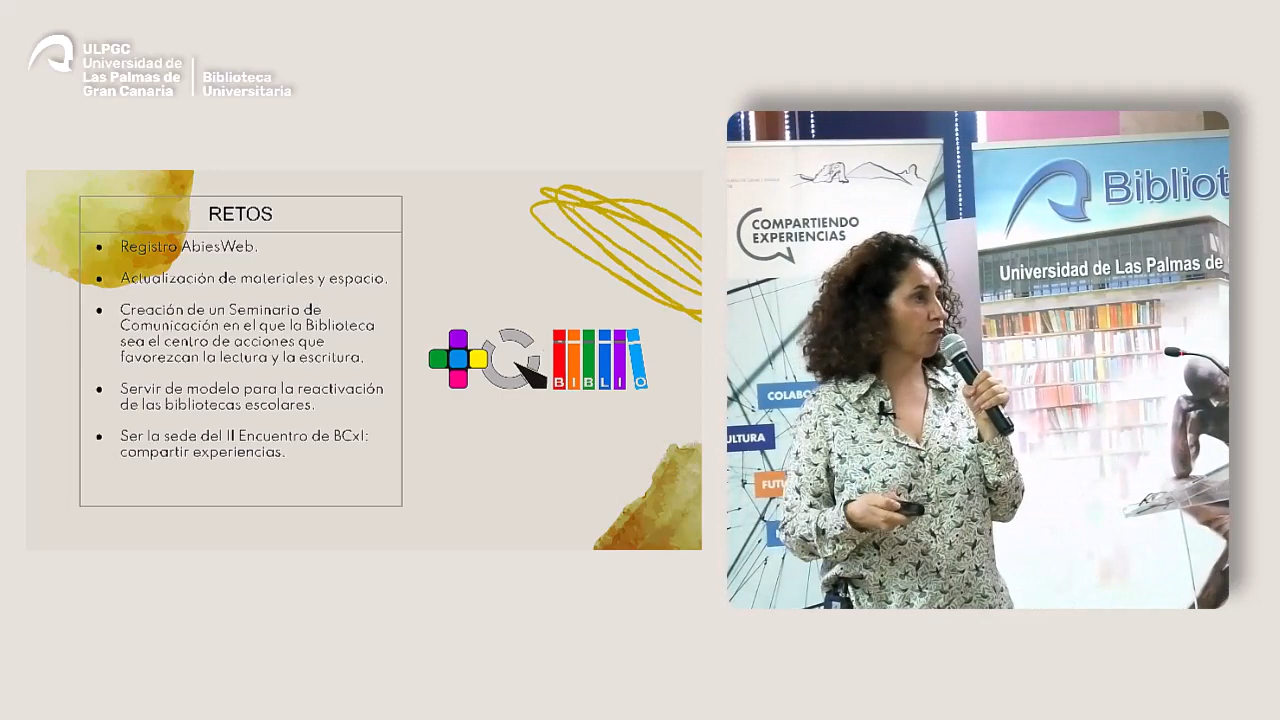 ULPGC
Universidad de
Las Palmas de
Gran Canaria
Biblioteca
Universitaria
RETOS
• Registro AbiesWeb.
• Actualización de materiales y espacio.
• Creación de un Seminario de
Comunicación en el que la Biblioteca
sea el centro de acciones que
favorezcan la lectura y la escritura.
• Servir de modelo para la reactivación
de las bibliotecas escolares.
• Ser la sede del II Encuentro de BCxI:
compartir experiencias.
BIBLIO
COMPARTIENDO
EXPERIENCIAS
COLABO
ULTURA
FUTU
Bibliot
Universidad de Las Palmas de